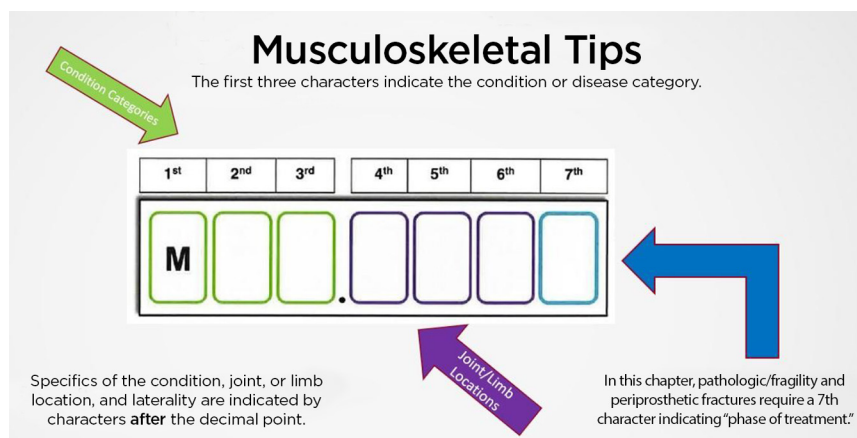 Musculoskeletal Tips
The first three characters indicate the condition or disease category.
Condition Categories
1st 2nd 3rd 4th 5th 6th 7th
M .
Joint/Limb
Locations
Specifics of the condition, joint, or limb
location, and laterality are indicated by
characters after the decimal point.
In this chapter, pathologic/fragility and
periprosthetic fractures require a 7th
character indicating “phase of treatment.”